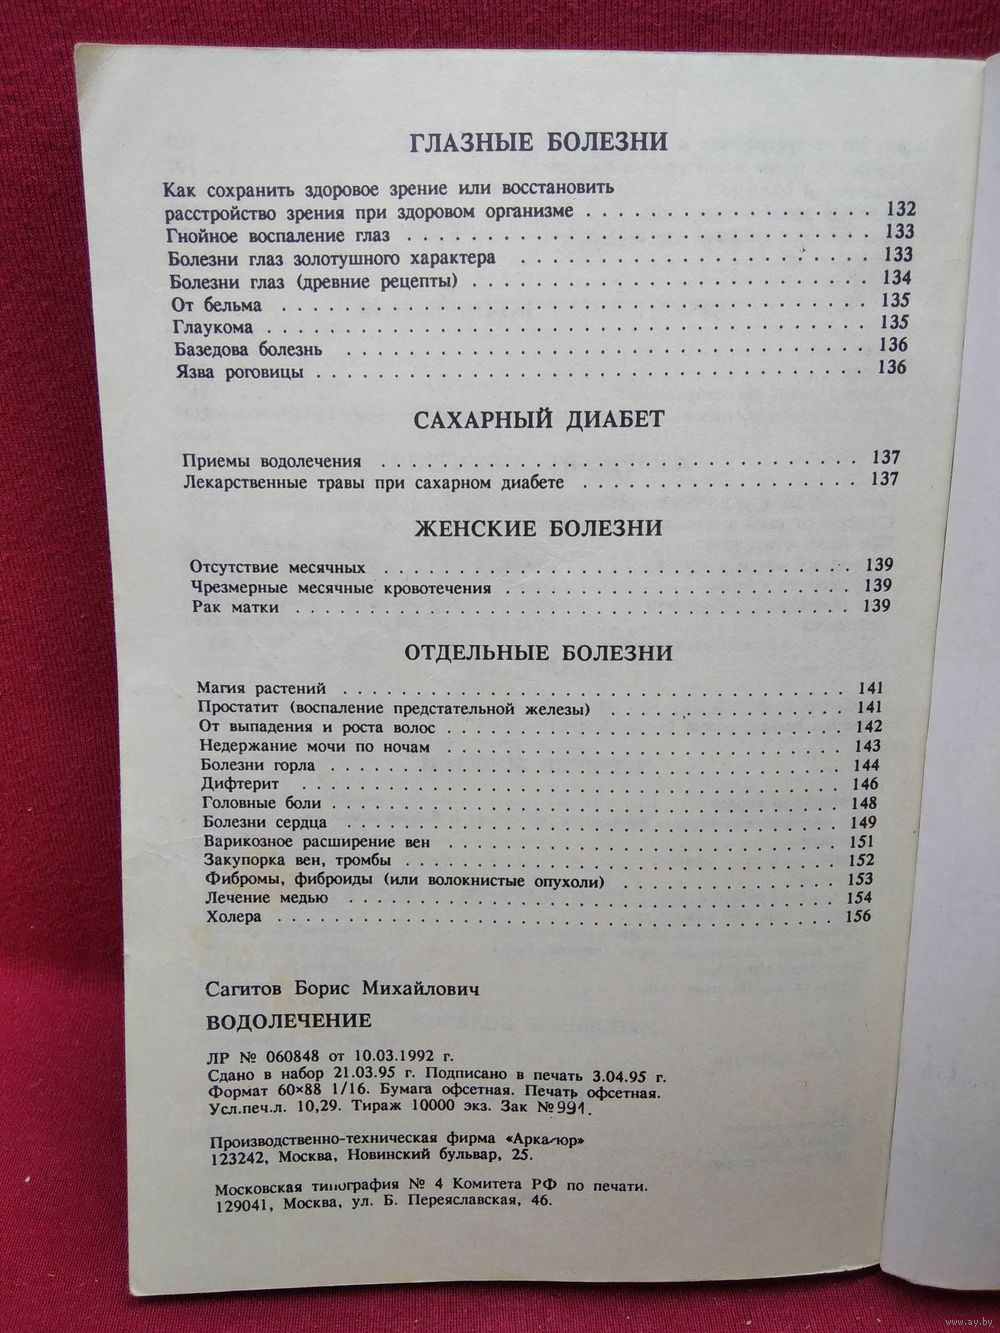 ГЛАЗНЫЕ БОЛЕЗНИ
Как сохранить здоровое зрение или восстановить
расстройство зрения при здоровом организме . . . . . . . . . . . . . . . . . . 132
Гнойное воспаление глаз . . . . . . . . . . . . . . . . . . . . . . . . . . . . . 133
Болезни глаз золотушного характера . . . . . . . . . . . . . . . . . . . . . . 133
Болезни глаз (древние рецепты) . . . . . . . . . . . . . . . . . . . . . . . . . 134
От бельма . . . . . . . . . . . . . . . . . . . . . . . . . . . . . . . . . . . . . 135
Глаукома . . . . . . . . . . . . . . . . . . . . . . . . . . . . . . . . . . . . . . 135
Базедова болезнь . . . . . . . . . . . . . . . . . . . . . . . . . . . . . . . . . 136
Язва роговицы . . . . . . . . . . . . . . . . . . . . . . . . . . . . . . . . . . . 136
САХАРНЫЙ ДИАБЕТ
Приемы водолечения . . . . . . . . . . . . . . . . . . . . . . . . . . . . . . 137
Лекарственные травы при сахарном диабете . . . . . . . . . . . . . . . . . 137
ЖЕНСКИЕ БОЛЕЗНИ
Отсутствие месячных . . . . . . . . . . . . . . . . . . . . . . . . . . . . . 139
Чрезмерные месячные кровотечения . . . . . . . . . . . . . . . . . . . . . 139
Рак матки . . . . . . . . . . . . . . . . . . . . . . . . . . . . . . . . . . . 139
ОТДЕЛЬНЫЕ БОЛЕЗНИ
Магия растений . . . . . . . . . . . . . . . . . . . . . . . . . . . . . . . 141
Простатит (воспаление предстательной железы) . . . . . . . . . . . . . . 141
От выпадения и роста волос . . . . . . . . . . . . . . . . . . . . . . . . . 142
Недержание мочи по ночам . . . . . . . . . . . . . . . . . . . . . . . . . 143
Болезни горла . . . . . . . . . . . . . . . . . . . . . . . . . . . . . . . . 144
Дифтерит . . . . . . . . . . . . . . . . . . . . . . . . . . . . . . . . . . 146
Головные боли . . . . . . . . . . . . . . . . . . . . . . . . . . . . . . . . 148
Болезни сердца . . . . . . . . . . . . . . . . . . . . . . . . . . . . . . . 149
Варикозное расширение вен . . . . . . . . . . . . . . . . . . . . . . . . 151
Закупорка вен, тромбы . . . . . . . . . . . . . . . . . . . . . . . . . . . 152
Фибромы, фиброиды (или волокнистые опухоли) . . . . . . . . . . . . . 153
Лечение медью . . . . . . . . . . . . . . . . . . . . . . . . . . . . . . . 154
Холера . . . . . . . . . . . . . . . . . . . . . . . . . . . . . . . . . . . 156
Сагитов Борис Михайлович
ВОДОЛЕЧЕНИЕ
ЛР № 060848 от 10.03.1992 г.
Сдано в набор 21.03.95 г. Подписано в печать 3.04.95 г.
Формат 60×88 1/16. Бумага офсетная. Печать офсетная.
Усл.печ.л. 10,29. Тираж 10000 экз. Зак №991.
Производственно-техническая фирма «Аркаюр»
123242, Москва, Новинский бульвар, 25.
Московская типография № 4 Комитета РФ по печати.
129041, Москва, ул. Б. Переяславская, 46.
www.ay.by